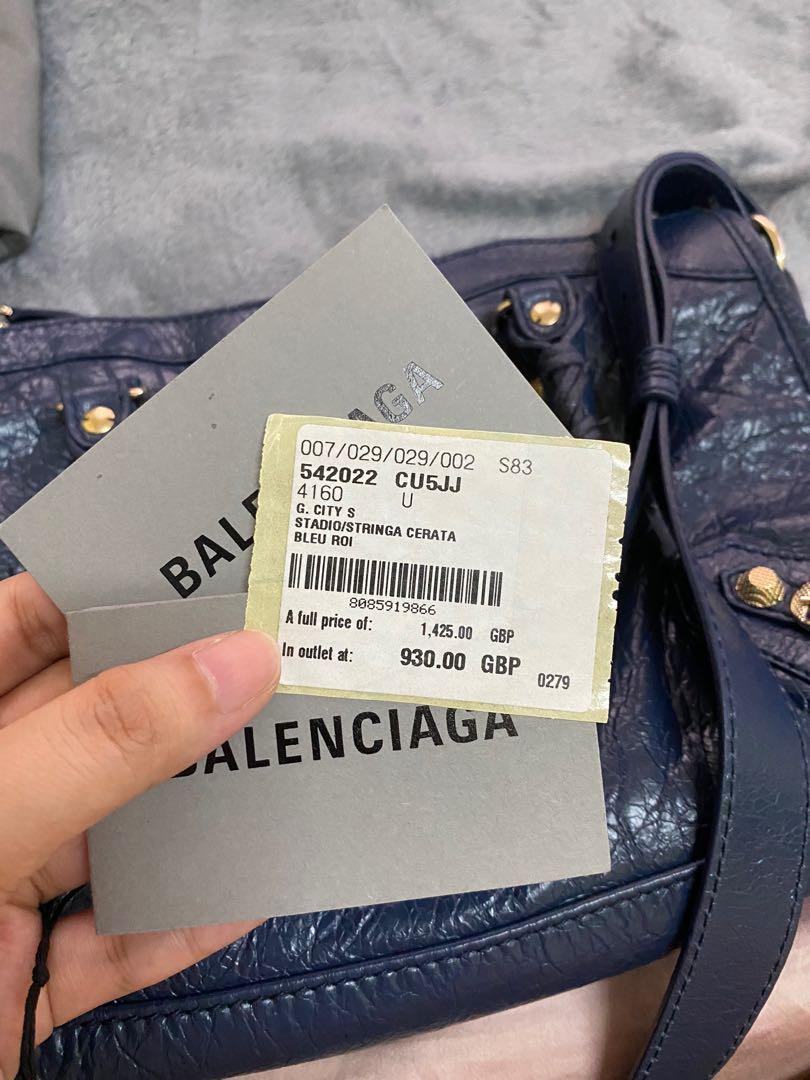 BALENCIAGA
007/029/029/002 S83
542022 CU5JJ
4160 U
G. CITY S
STADIO/STRINGA CERATA
BLEU ROI
8085919866
A full price of: 1,425.00 GBP
In outlet at: 930.00 GBP 0279
BALENCIAGA